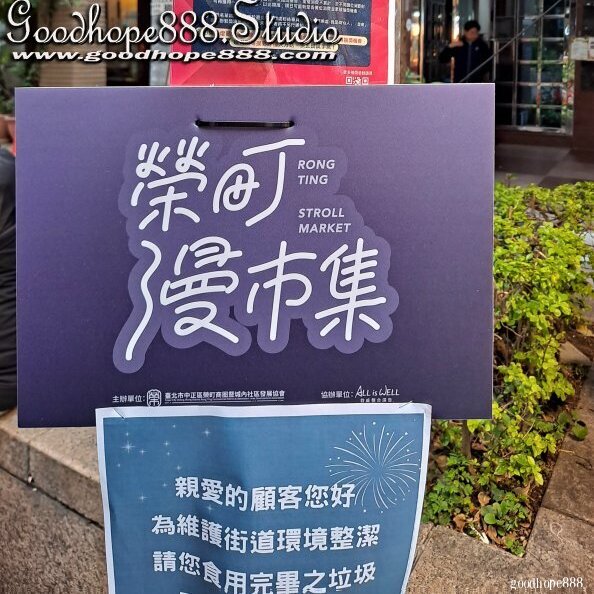 Goodhope888.Studio
www.goodhope888.com
榮町
RONG
TING
STROLL
MARKET
漫市集
主辦單位: 臺北市中正區榮町商圈暨城內社區發展協會
協辦單位: ALL is WELL
親愛的顧客您好
為維護街道環境整潔
請您食用完畢之垃圾
goodhope888